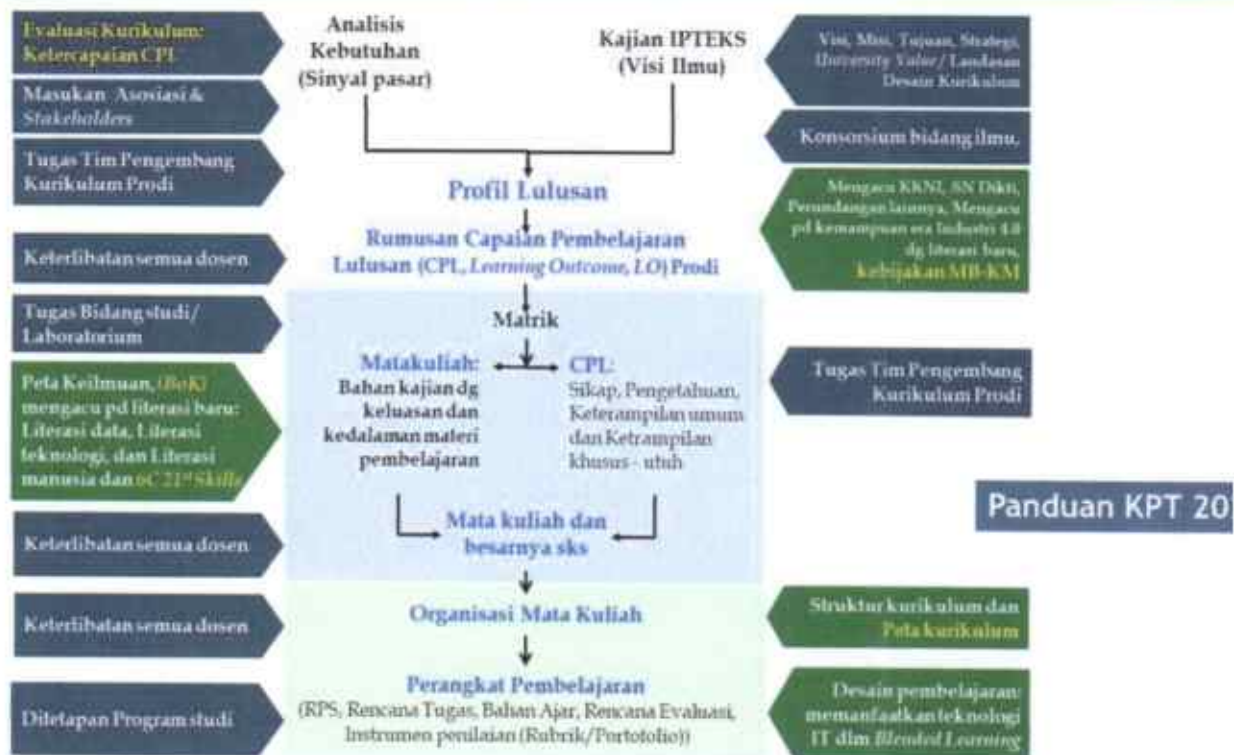 Evaluasi Kurikulum:
Ketercapaian CPL
Masukan Asosiasi &
Stakeholders
Tugas Tim Pengembang
Kurikulum Prodi
Keterlibatan semua dosen
Tugas Bidang studi/
Laboratorium
Peta Keilmuan, (BoK)
mengacu pd literasi baru:
Literasi data, Literasi
teknologi, dan Literasi
manusia dan 6C 21st Skills
Keterlibatan semua dosen
Keterlibatan semua dosen
Ditetapan Program studi
Analisis
Kebutuhan
(Sinyal pasar)
Kajian IPTEKS
(Visi Ilmu)
Profil Lulusan
Rumusan Capaian Pembelajaran
Lulusan (CPL, Learning Outcome, LO) Prodi
Matrik
Matakuliah:
Bahan kajian dg
keluasan dan
kedalaman materi
pembelajaran
CPL:
Sikap, Pengetahuan,
Keterampilan umum
dan Ketrampilan
khusus - utuh
Mata kuliah dan
besarnya sks
Organisasi Mata Kuliah
Perangkat Pembelajaran
(RPS, Rencana Tugas, Bahan Ajar, Rencana Evaluasi,
Instrumen penilaian (Rubrik/Portofolio))
Visi, Misi, Tujuan, Strategi,
University Value/ Landasan
Desain Kurikulum
Konsorsium bidang ilmu.
Mengacu KKNI, SN Dikti,
Perundangan lainnya, Mengacu
pd kemampuan era Industri 4.0
dg literasi baru,
kebijakan MB-KM
Tugas Tim Pengembang
Kurikulum Prodi
Panduan KPT 20
Struktur kurikulum dan
Peta kurikulum
Desain pembelajaran:
memanfaatkan teknologi
IT dlm Blended Learning